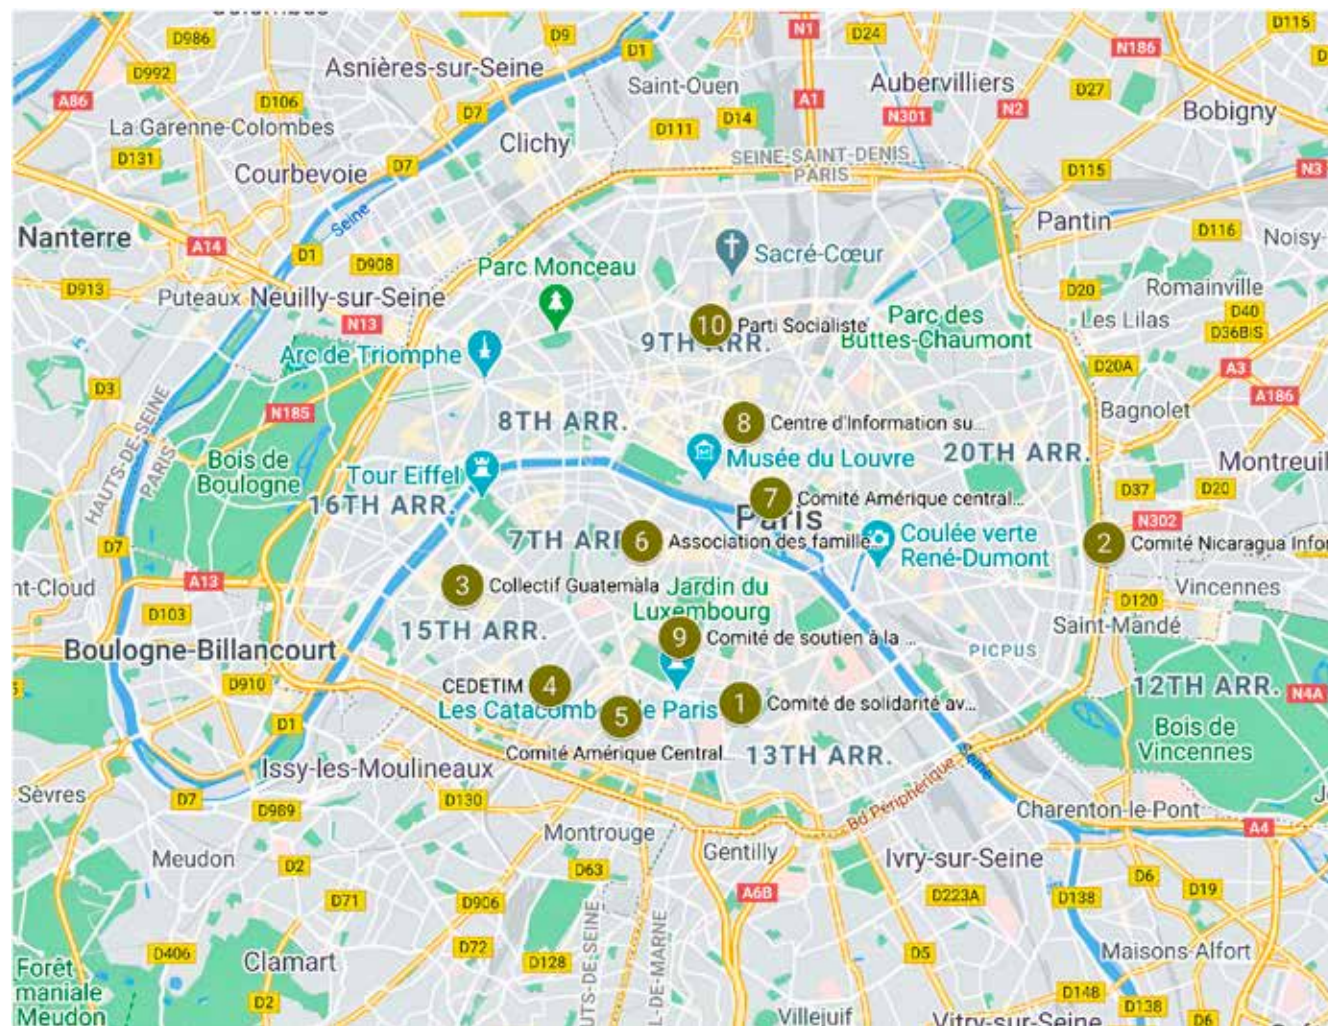 D986
D9
D1
N1
D24
D115
N186
D992
Asnières-sur-Seine
Saint-Ouen
Aubervilliers
A86
D106
D7
A1
D27
N2
N301
Bobigny
La Garenne-Colombes
D111
D14
D131
Clichy
SEINE-SAINT-DENIS
PARIS
D115
N3
Courbevoie
D7
Seine
Nanterre
A14
D1
D908
Pantin
D116
Noisy-
Parc Monceau
Sacré-Cœur
D913
Puteaux
Neuilly-sur-Seine
D20
Romainville
N13
10
Parti Socialiste
Parc des
Buttes-Chaumont
Les Lilas
D40
D36BIS
9TH ARR.
Arc de Triomphe
D3
D20A
A3
A186
N185
8TH ARR.
8
Centre d'Information su...
Bagnolet
HAUTS-DE-SEINE
PARIS
Bois de
Boulogne
Tour Eiffel
Musée du Louvre
20TH ARR.
Montreuil
16TH ARR.
7
Comité Amérique central...
D37
D20
Paris
N302
7TH ARR
6
Association des famille...
Coulée verte
René-Dumont
2
Comité Nicaragua Infor
D7
A13
nt-Cloud
3
Collectif Guatemala
Jardin du
Luxembourg
Vincennes
D103
D120
15TH ARR.
9
Comité de soutien à la ...
Saint-Mandé
Boulogne-Billancourt
PICPUS
D910
CEDETIM
4
12TH ARR.
N4A
D1
Les Catacomb
5
e Paris
1
Comité de solidarité av...
Comité Amérique Central...
13TH ARR.
Bois de
Vincennes
Issy-les-Moulineaux
Seine
Bd Périphérique
Sèvres
D7
D989
D130
Charenton-le-Pont
A4
Montrouge
Meudon
D2
D63
Gentilly
Ivry-sur-Seine
D6
D19
D71
D906
A6B
D223A
D138
D406
Clamart
D72
D128
D5
Maisons-Alfort
Forêt
maniale
Meudon
D2
UTS-DE-SEINE
L-DE-MARNE
Villejuif
D148
D138
Vitry-sur-Seine
D6